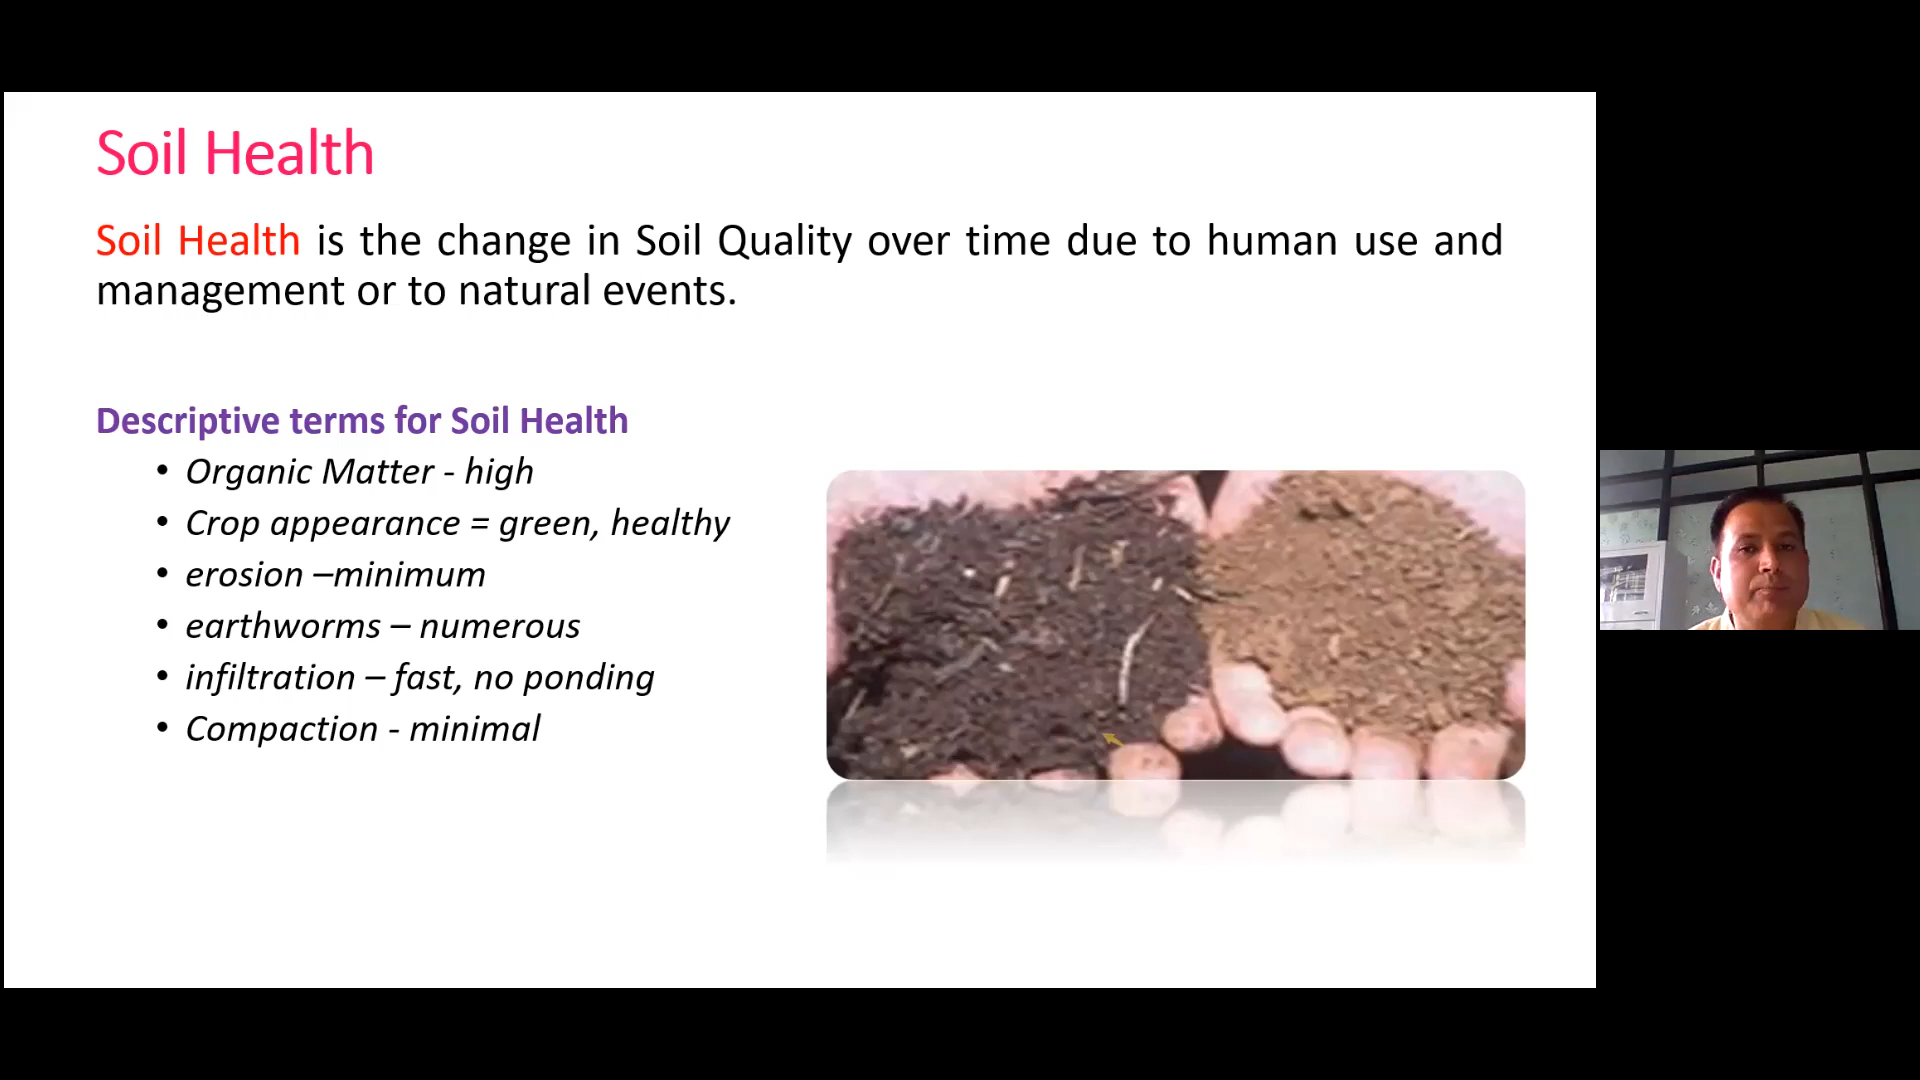 Soil Health
Soil Health is the change in Soil Quality over time due to human use and
management or to natural events.
Descriptive terms for Soil Health
• Organic Matter - high
• Crop appearance = green, healthy
• erosion –minimum
• earthworms – numerous
• infiltration – fast, no ponding
• Compaction - minimal